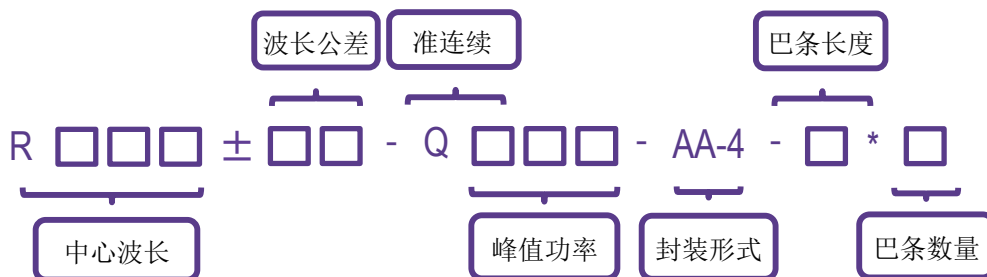 波长公差 准连续 巴条长度
R □□□ ± □□ - Q □□□ - AA-4 - □ * □
中心波长 峰值功率 封装形式 巴条数量